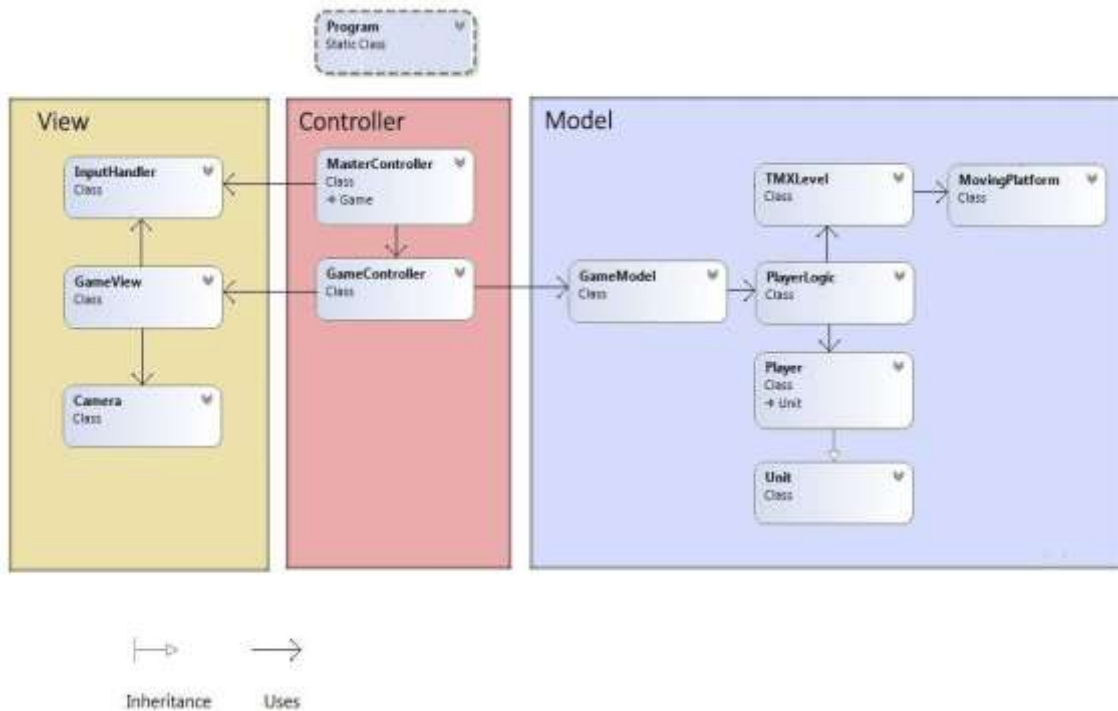 Program
Static Class
View
InputHandler
Class
GameView
Class
Camera
Class
Controller
MasterController
Class
→ Game
GameController
Class
Model
TMXLevel
Class
MovingPlatform
Class
GameModel
Class
PlayerLogic
Class
Player
Class
→ Unit
Unit
Class
Inheritance
Uses